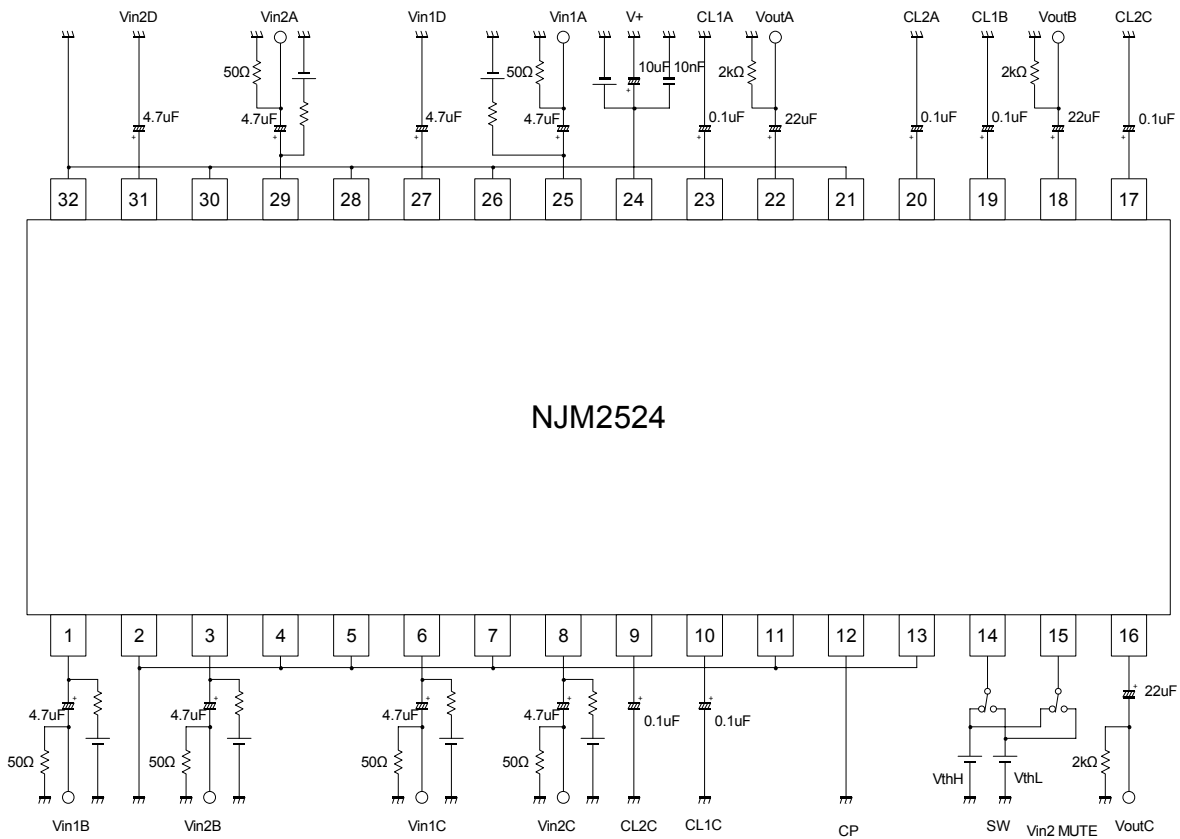 Vin2D Vin2A Vin1D Vin1A V+ CL1A VoutA CL2A CL1B VoutB CL2C
50Ω 50Ω 10uF 10nF 2kΩ 2kΩ
4.7uF 4.7uF 4.7uF 4.7uF 0.1uF 22uF 0.1uF 0.1uF 22uF 0.1uF
32 31 30 29 28 27 26 25 24 23 22 21 20 19 18 17
NJM2524
1 2 3 4 5 6 7 8 9 10 11 12 13 14 15 16
4.7uF 4.7uF 4.7uF 4.7uF 0.1uF 0.1uF 22uF
50Ω 50Ω 50Ω 50Ω VthH VthL 2kΩ
Vin1B Vin2B Vin1C Vin2C CL2C CL1C CP SW Vin2 MUTE VoutC